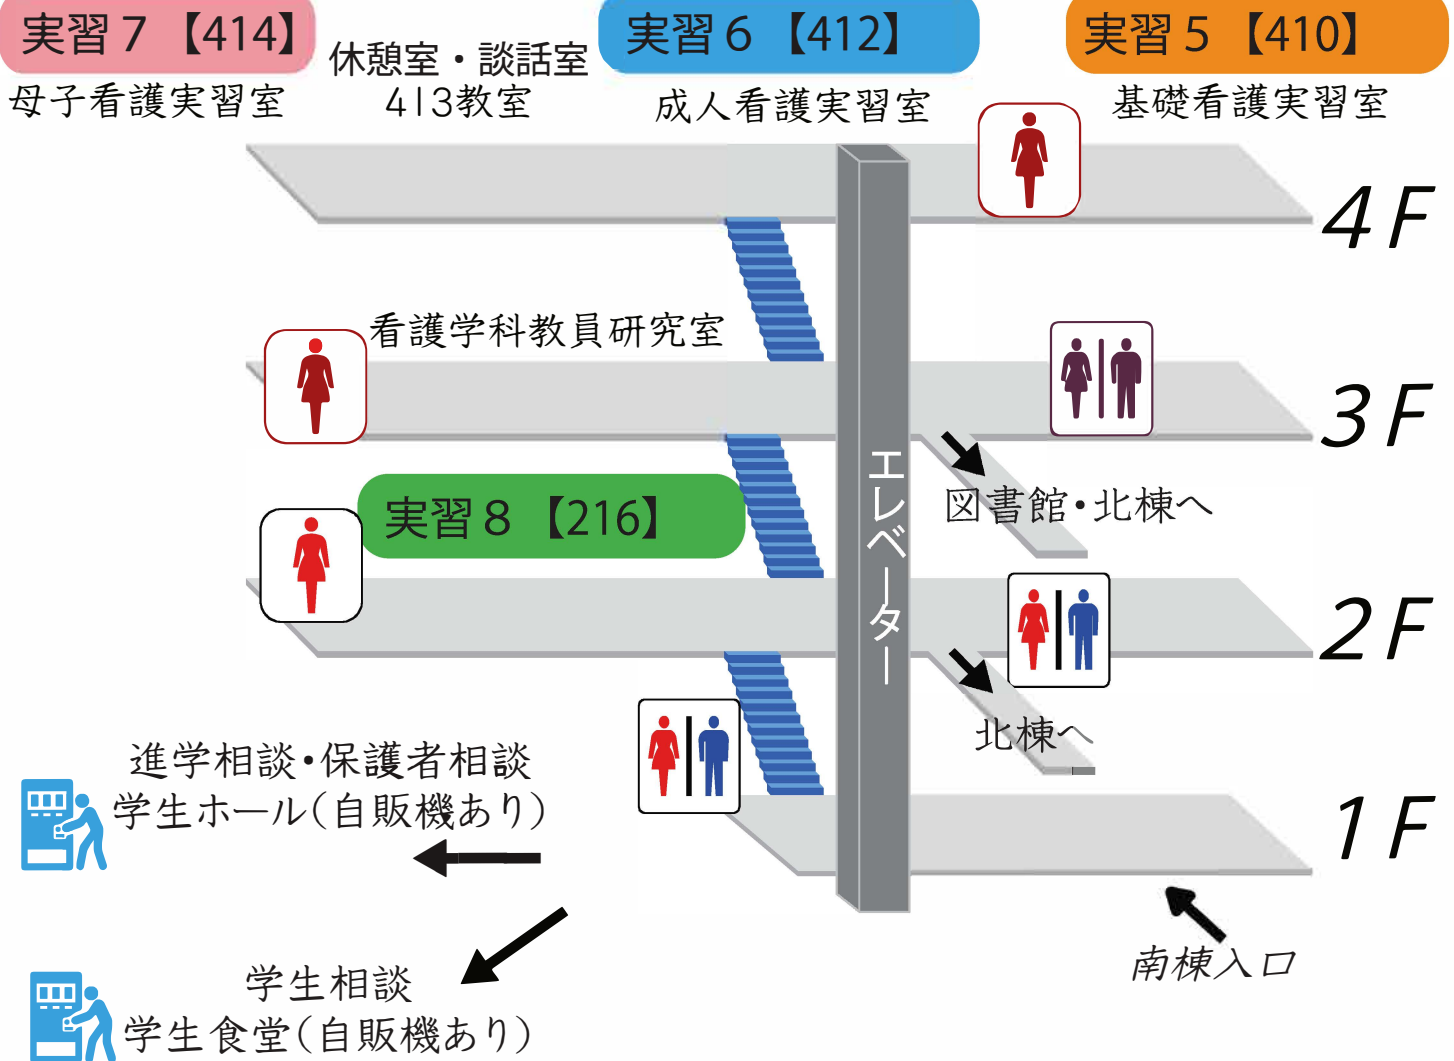 実習7【414】
母子看護実習室
休憩室・談話室
413教室
実習6【412】
成人看護実習室
実習5【410】
基礎看護実習室
4F
看護学科教員研究室
3F
エレベーター
図書館・北棟へ
実習8【216】
2F
北棟へ
進学相談・保護者相談
学生ホール(自販機あり)
1F
南棟入口
学生相談
学生食堂(自販機あり)